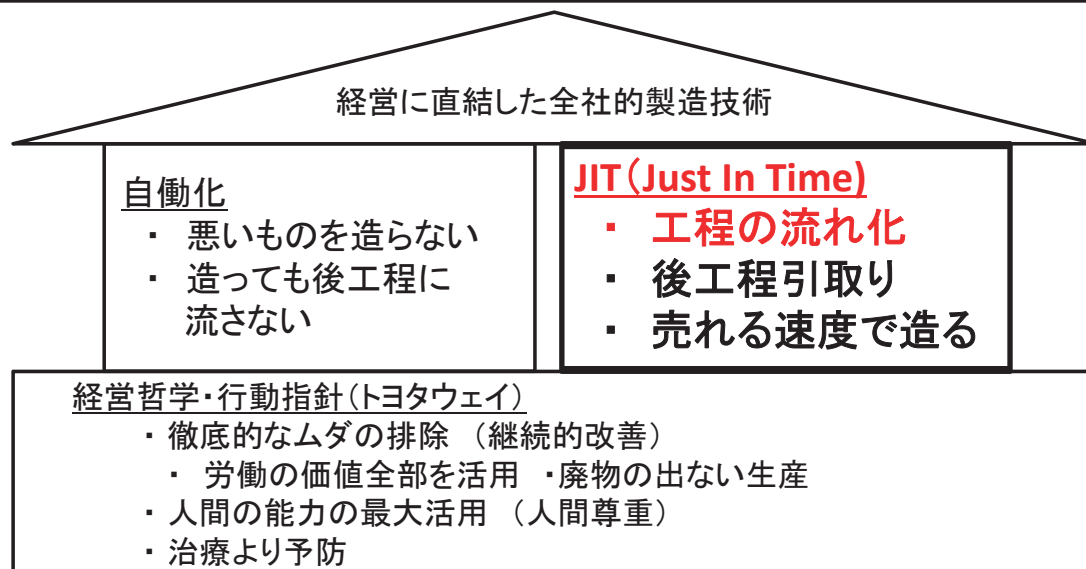 経営に直結した全社的製造技術
自働化
・ 悪いものを造らない
・ 造っても後工程に
流さない
JIT（Just In Time)
・ 工程の流れ化
・ 後工程引取り
・ 売れる速度で造る
経営哲学・行動指針（トヨタウェイ）
・徹底的なムダの排除 （継続的改善）
・ 労働の価値全部を活用 ・廃物の出ない生産
・人間の能力の最大活用 （人間尊重）
・治療より予防